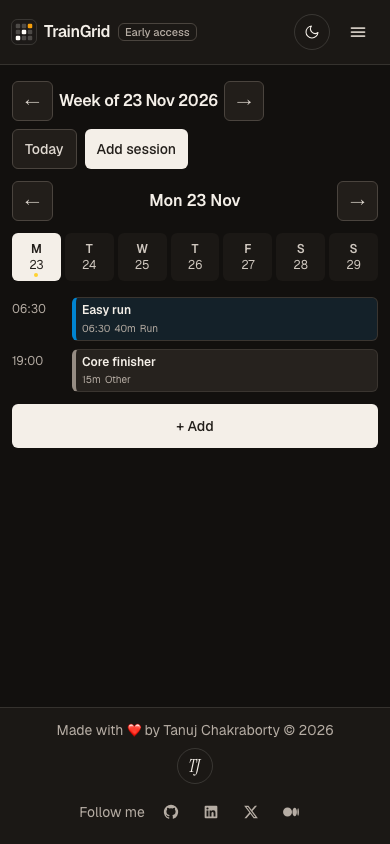 TrainGrid Early access
← Week of 23 Nov 2026 →
Today Add session
← Mon 23 Nov →
M T W T F S S
23 24 25 26 27 28 29
06:30 Easy run
06:30 40m Run
19:00 Core finisher
15m Other
+ Add
Made with ❤️ by Tanuj Chakraborty © 2026
TJ
Follow me